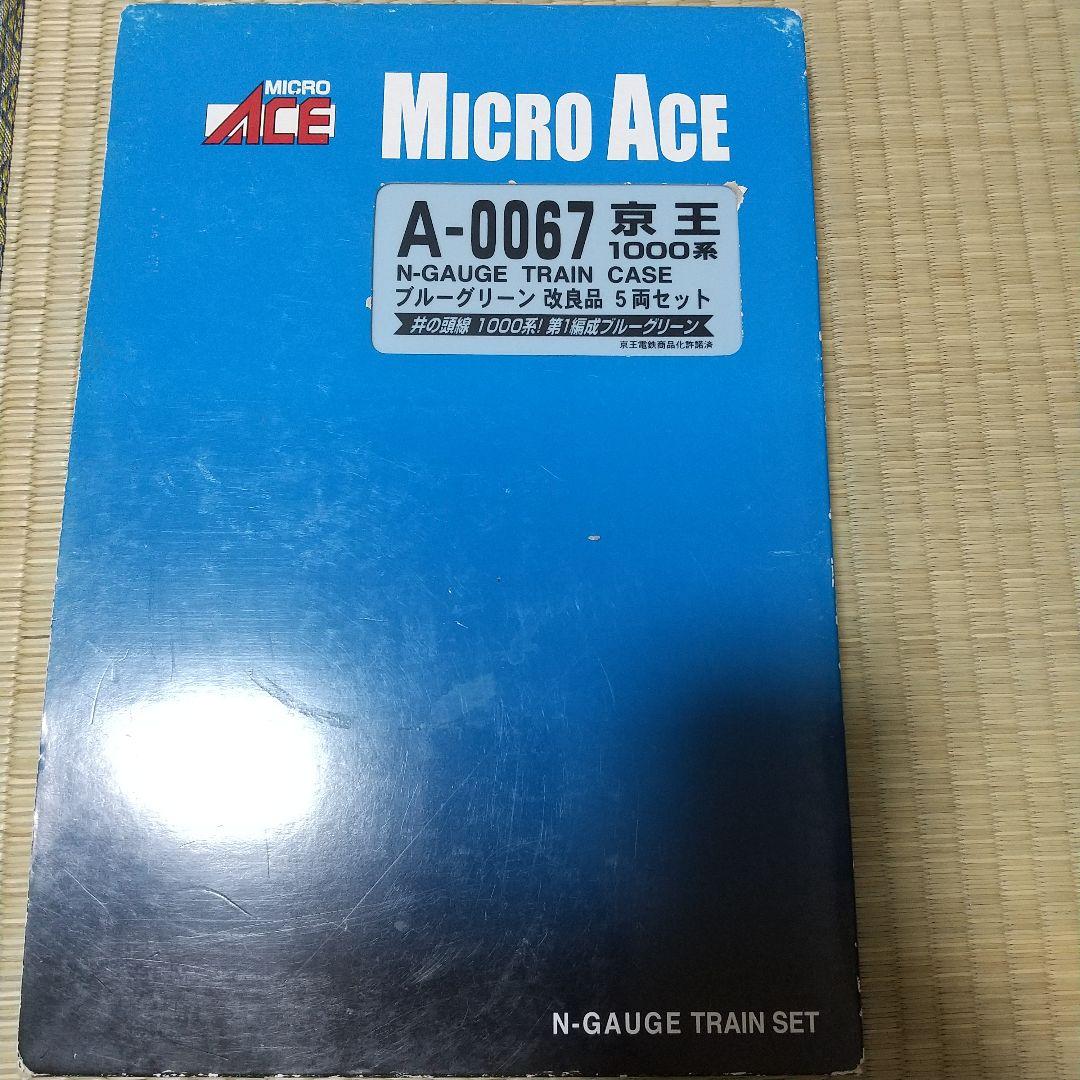 MICRO
ACE
MICRO ACE
A-0067 京王
1000系
N-GAUGE TRAIN CASE
ブルーグリーン 改良品 5両セット
井の頭線 1000系! 第1編成ブルーグリーン
京王電鉄商品化許諾済
N-GAUGE TRAIN SET